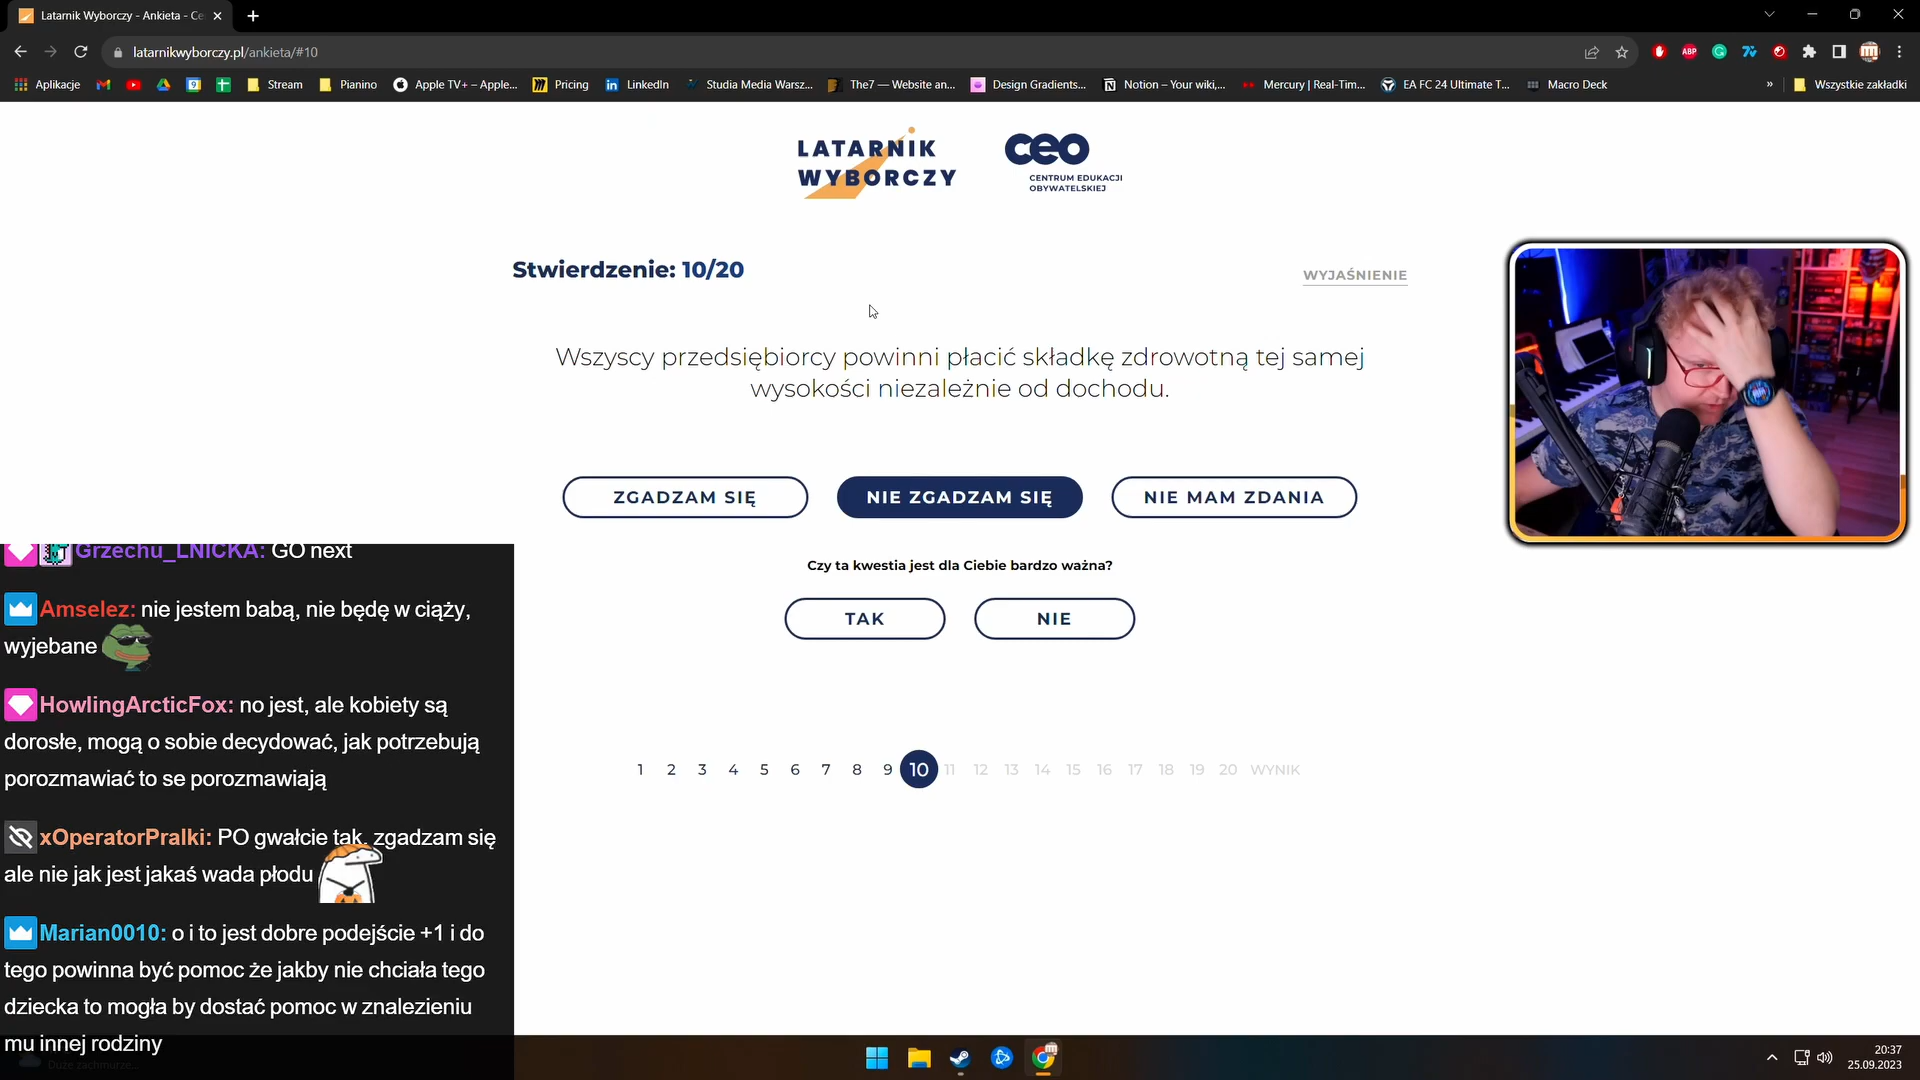 Latarnik Wyborczy - Ankieta - Ce
latarnikwyborczy.pl/ankieta/#10
Aplikacje
Stream
Pianino
Apple TV+ – Apple...
Pricing
LinkedIn
Studia Media Warsz...
The7 — Website an...
Design Gradients...
Notion – Your wiki,...
Mercury | Real-Tim...
EA FC 24 Ultimate T...
Macro Deck
»
Wszystkie zakładki
LATARNIK
WYBORCZY
ceo
CENTRUM EDUKACJI
OBYWATELSKIEJ
Stwierdzenie: 10/20
WYJAŚNIENIE
Wszyscy przedsiębiorcy powinni płacić składkę zdrowotną tej samej
wysokości niezależnie od dochodu.
ZGADZAM SIĘ
NIE ZGADZAM SIĘ
NIE MAM ZDANIA
Czy ta kwestia jest dla Ciebie bardzo ważna?
TAK
NIE
1 2 3 4 5 6 7 8 9 10 11 12 13 14 15 16 17 18 19 20 WYNIK
Grzechu_LNICKA: GO next
Amselez: nie jestem babą, nie będę w ciąży,
wyjebane
HowlingArcticFox: no jest, ale kobiety są
dorosłe, mogą o sobie decydować, jak potrzebują
porozmawiać to se porozmawiają
xOperatorPralki: PO gwałcie tak, zgadzam się
ale nie jak jest jakaś wada płodu
Marian0010: o i to jest dobre podejście +1 i do
tego powinna być pomoc że jakby nie chciała tego
dziecka to mogła by dostać pomoc w znalezieniu
mu innej rodziny
Duże zachmurze...
20:37
25.09.2023